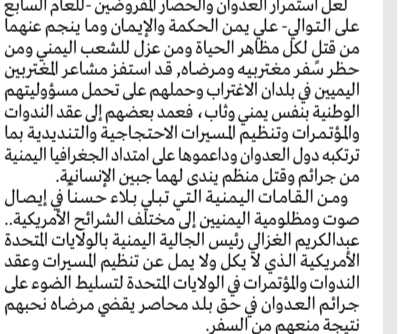 لعل استمرار العدوان والحصار المفروضين -للعام السابع
على التوالي- علي يمن الحكمة والإيمان وما ينجم عنهما
من قتل لكل مظاهر الحياة ومن عزل للشعب اليمني ومن
حظر سفر مغتربيه ومرضاه, قد استفز مشاعر المغتربين
اليميين في بلدان الاغتراب وحملهم على تحمل مسؤوليتهم
الوطنية بنفس يمني وثاب، فعمد بعضهم إلى عقد الندوات
والمؤتمرات وتنظيم المسيرات الاحتجاجية والتنديدية بما
ترتكبه دول العدوان وداعموها على امتداد الجغرافيا اليمنية
من جرائم وقتل منظم يندى لهما جبين الإنسانية.
ومن القامات اليمنية التي تبلي بلاء حسناً في إيصال
صوت ومظلومية اليمنيين إلى مختلف الشرائح الأمريكية..
عبدالكريم الغزالي رئيس الجالية اليمنية بالولايات المتحدة
الأمريكية الذي لا يكل ولا يمل عن تنظيم المسيرات وعقد
الندوات والمؤتمرات في الولايات المتحدة لتسليط الضوء على
جرائم العدوان في حق بلد محاصر يقضي مرضاه نحبهم
نتيجة منعهم من السفر.